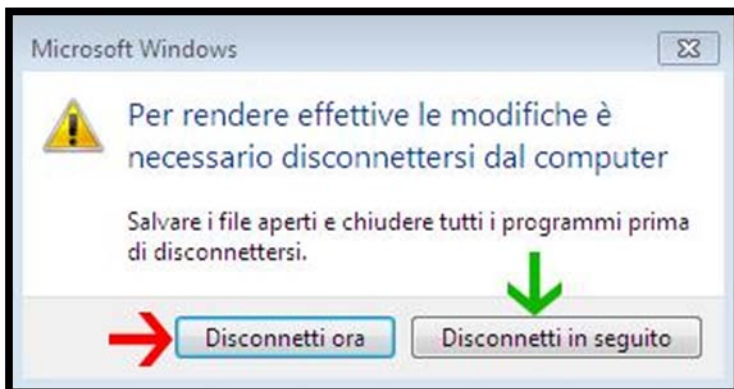 Microsoft Windows
Per rendere effettive le modifiche è
necessario disconnettersi dal computer
Salvare i file aperti e chiudere tutti i programmi prima
di disconnettersi.
Disconnetti ora
Disconnetti in seguito